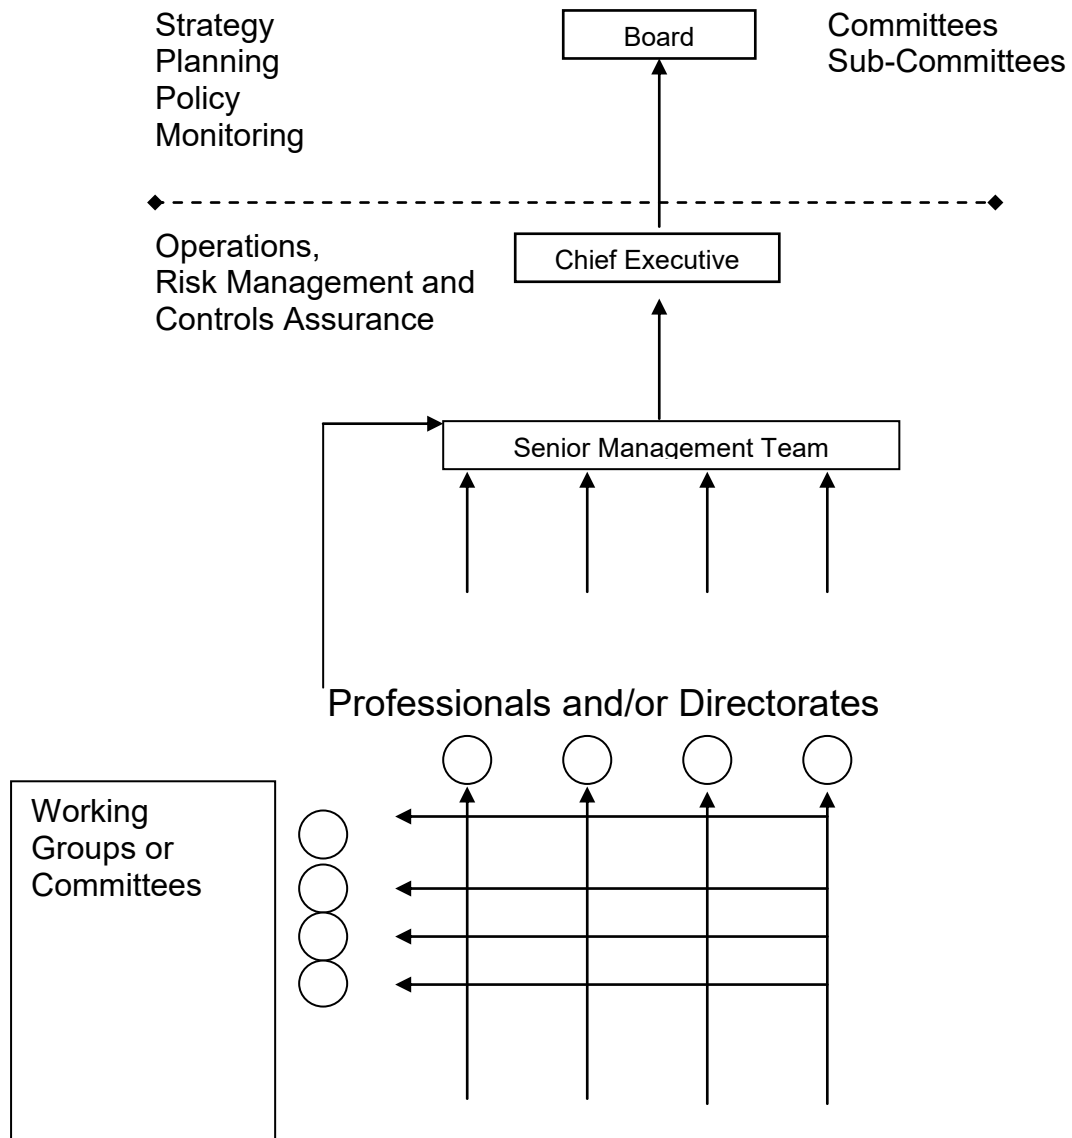 Strategy
Planning
Policy
Monitoring
Board
Committees
Sub-Committees
Operations,
Risk Management and
Controls Assurance
Chief Executive
Senior Management Team
Professionals and/or Directorates
Working
Groups or
Committees